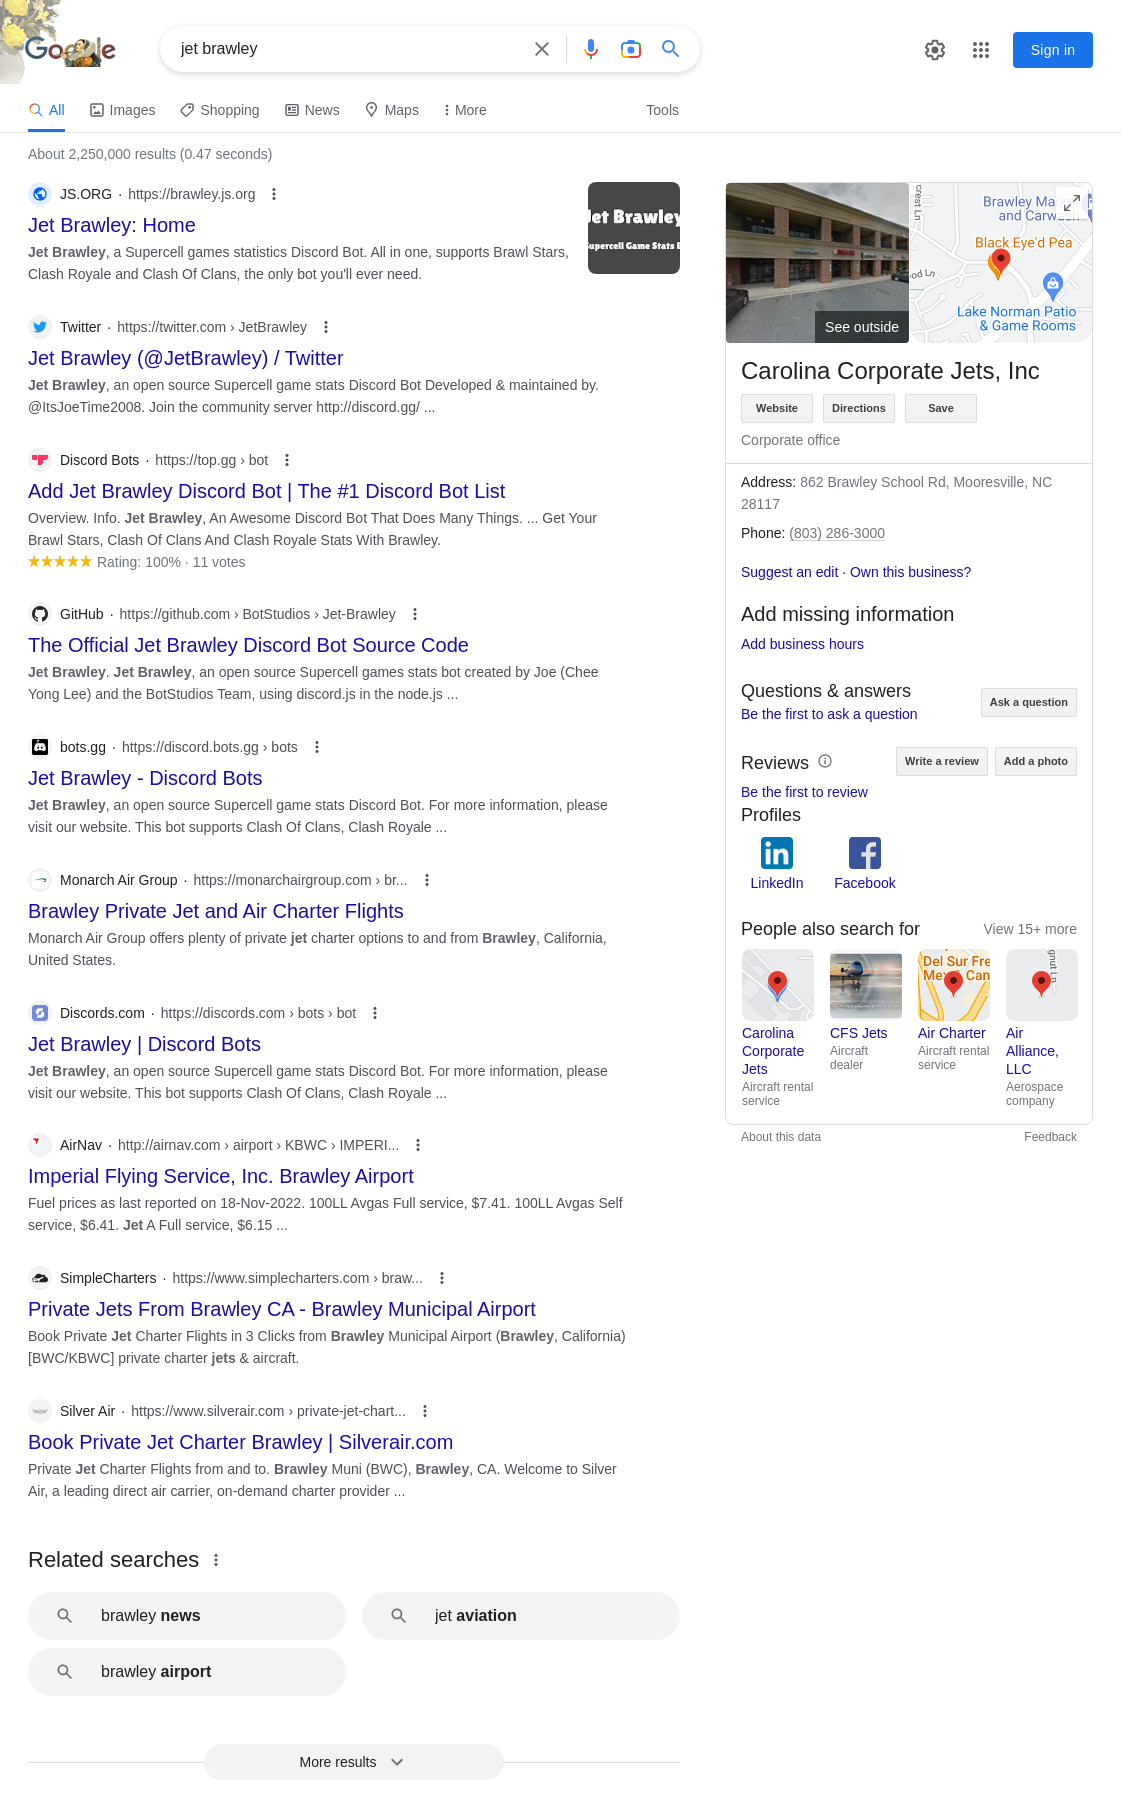 Google
jet brawley
Sign in
All
Images
Shopping
News
Maps
More
Tools
About 2,250,000 results (0.47 seconds)
JS.ORG · https://brawley.js.org
Jet Brawley: Home
Jet Brawley, a Supercell games statistics Discord Bot. All in one, supports Brawl Stars,
Clash Royale and Clash Of Clans, the only bot you'll ever need.
Jet Brawley
Supercell Game Stats
Twitter · https://twitter.com › JetBrawley
Jet Brawley (@JetBrawley) / Twitter
Jet Brawley, an open source Supercell game stats Discord Bot Developed & maintained by.
@ItsJoeTime2008. Join the community server http://discord.gg/ ...
Discord Bots · https://top.gg › bot
Add Jet Brawley Discord Bot | The #1 Discord Bot List
Overview. Info. Jet Brawley, An Awesome Discord Bot That Does Many Things. ... Get Your
Brawl Stars, Clash Of Clans And Clash Royale Stats With Brawley.
Rating: 100% · 11 votes
GitHub · https://github.com › BotStudios › Jet-Brawley
The Official Jet Brawley Discord Bot Source Code
Jet Brawley. Jet Brawley, an open source Supercell games stats bot created by Joe (Chee
Yong Lee) and the BotStudios Team, using discord.js in the node.js ...
bots.gg · https://discord.bots.gg › bots
Jet Brawley - Discord Bots
Jet Brawley, an open source Supercell game stats Discord Bot. For more information, please
visit our website. This bot supports Clash Of Clans, Clash Royale ...
Monarch Air Group · https://monarchairgroup.com › br...
Brawley Private Jet and Air Charter Flights
Monarch Air Group offers plenty of private jet charter options to and from Brawley, California,
United States.
Discords.com · https://discords.com › bots › bot
Jet Brawley | Discord Bots
Jet Brawley, an open source Supercell game stats Discord Bot. For more information, please
visit our website. This bot supports Clash Of Clans, Clash Royale ...
AirNav · http://airnav.com › airport › KBWC › IMPERI...
Imperial Flying Service, Inc. Brawley Airport
Fuel prices as last reported on 18-Nov-2022. 100LL Avgas Full service, $7.41. 100LL Avgas Self
service, $6.41. Jet A Full service, $6.15 ...
SimpleCharters · https://www.simplecharters.com › braw...
Private Jets From Brawley CA - Brawley Municipal Airport
Book Private Jet Charter Flights in 3 Clicks from Brawley Municipal Airport (Brawley, California)
[BWC/KBWC] private charter jets & aircraft.
Silver Air · https://www.silverair.com › private-jet-chart...
Book Private Jet Charter Brawley | Silverair.com
Private Jet Charter Flights from and to. Brawley Muni (BWC), Brawley, CA. Welcome to Silver
Air, a leading direct air carrier, on-demand charter provider ...
Related searches
brawley news
jet aviation
brawley airport
More results
See outside
crest Ln
Brawley Ma
and Carwash
Black Eye'd Pea
od Ln
Lake Norman Patio
& Game Rooms
Carolina Corporate Jets, Inc
Website
Directions
Save
Corporate office
Address: 862 Brawley School Rd, Mooresville, NC
28117
Phone: (803) 286-3000
Suggest an edit · Own this business?
Add missing information
Add business hours
Questions & answers
Be the first to ask a question
Ask a question
Reviews
Write a review
Add a photo
Be the first to review
Profiles
LinkedIn
Facebook
People also search for
View 15+ more
Del Sur Fre
Mex
Can
gnut Ln
Carolina
Corporate
Jets
Aircraft rental
service
CFS Jets
Aircraft
dealer
Air Charter
Aircraft rental
service
Air
Alliance,
LLC
Aerospace
company
About this data
Feedback